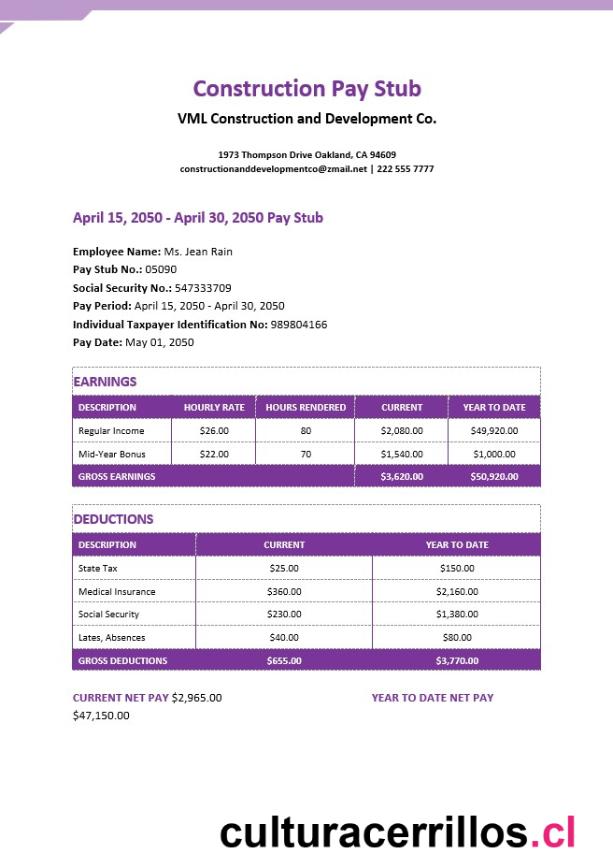 Construction Pay Stub
VML Construction and Development Co.
1973 Thompson Drive Oakland, CA 94609
constructionanddevelopmentco@zmail.net | 222 555 7777
April 15, 2050 - April 30, 2050 Pay Stub
Employee Name: Ms. Jean Rain
Pay Stub No.: 05090
Social Security No.: 547333709
Pay Period: April 15, 2050 - April 30, 2050
Individual Taxpayer Identification No: 989804166
Pay Date: May 01, 2050
EARNINGS
DESCRIPTION HOURLY RATE HOURS RENDERED CURRENT YEAR TO DATE
Regular Income $26.00 80 $2,080.00 $49,920.00
Mid-Year Bonus $22.00 70 $1,540.00 $1,000.00
GROSS EARNINGS $3,620.00 $50,920.00
DEDUCTIONS
DESCRIPTION CURRENT YEAR TO DATE
State Tax $25.00 $150.00
Medical Insurance $360.00 $2,160.00
Social Security $230.00 $1,380.00
Lates, Absences $40.00 $80.00
GROSS DEDUCTIONS $655.00 $3,770.00
CURRENT NET PAY $2,965.00 YEAR TO DATE NET PAY
$47,150.00
culturacerrillos.cl